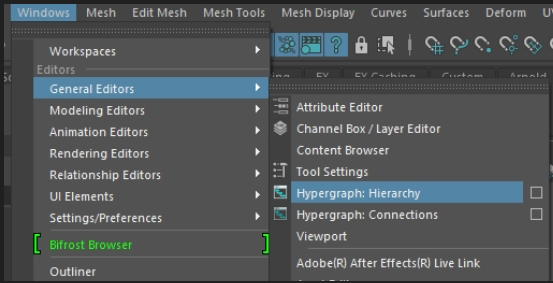 Windows Mesh Edit Mesh Mesh Tools Mesh Display Curves Surfaces Deform
Workspaces
Editors
FX FX Caching Custom Arnold
General Editors
Attribute Editor
Modeling Editors
Channel Box / Layer Editor
Animation Editors
Content Browser
Rendering Editors
Tool Settings
Relationship Editors
Hypergraph: Hierarchy
UI Elements
Hypergraph: Connections
Settings/Preferences
Viewport
Bifrost Browser
Adobe(R) After Effects(R) Live Link
Outliner